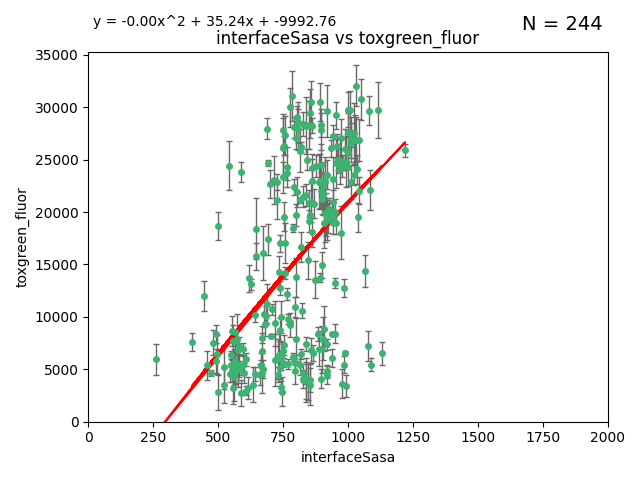 y = -0.00x^2 + 35.24x + -9992.76
N = 244
interfaceSasa vs toxgreen_fluor
35000
30000
25000
20000
15000
10000
5000
0
toxgreen_fluor
0 250 500 750 1000 1250 1500 1750 2000
interfaceSasa